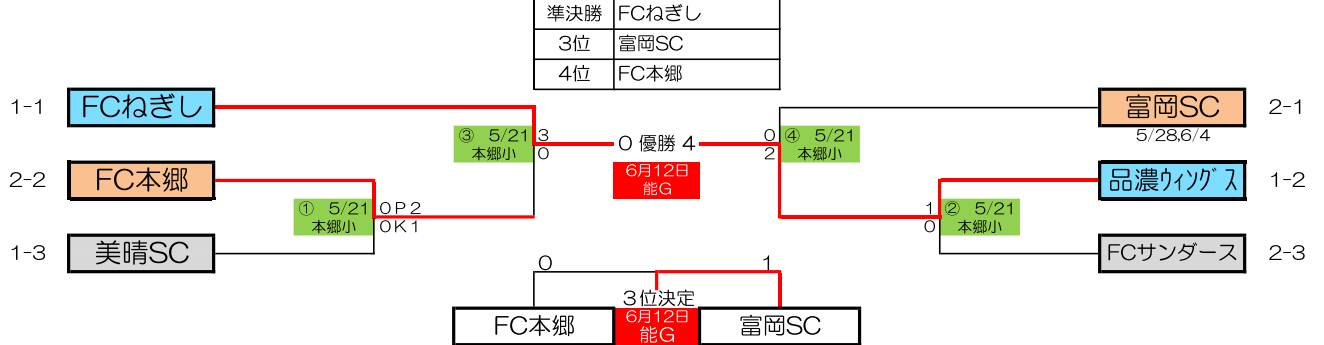 準決勝 FCねぎし
3位 富岡SC
4位 FC本郷
1-1 FCねぎし
富岡SC 2-1
5/28,6/4
③ 5/21
本郷小
3
0
0 優勝 4
6月12日
能G
0
2
④ 5/21
本郷小
2-2 FC本郷
品濃ウィングス 1-2
① 5/21
本郷小
0P2
0K1
1
0
② 5/21
本郷小
1-3 美晴SC
FCサンダース 2-3
0
1
3位決定
6月12日
能G
FC本郷
富岡SC